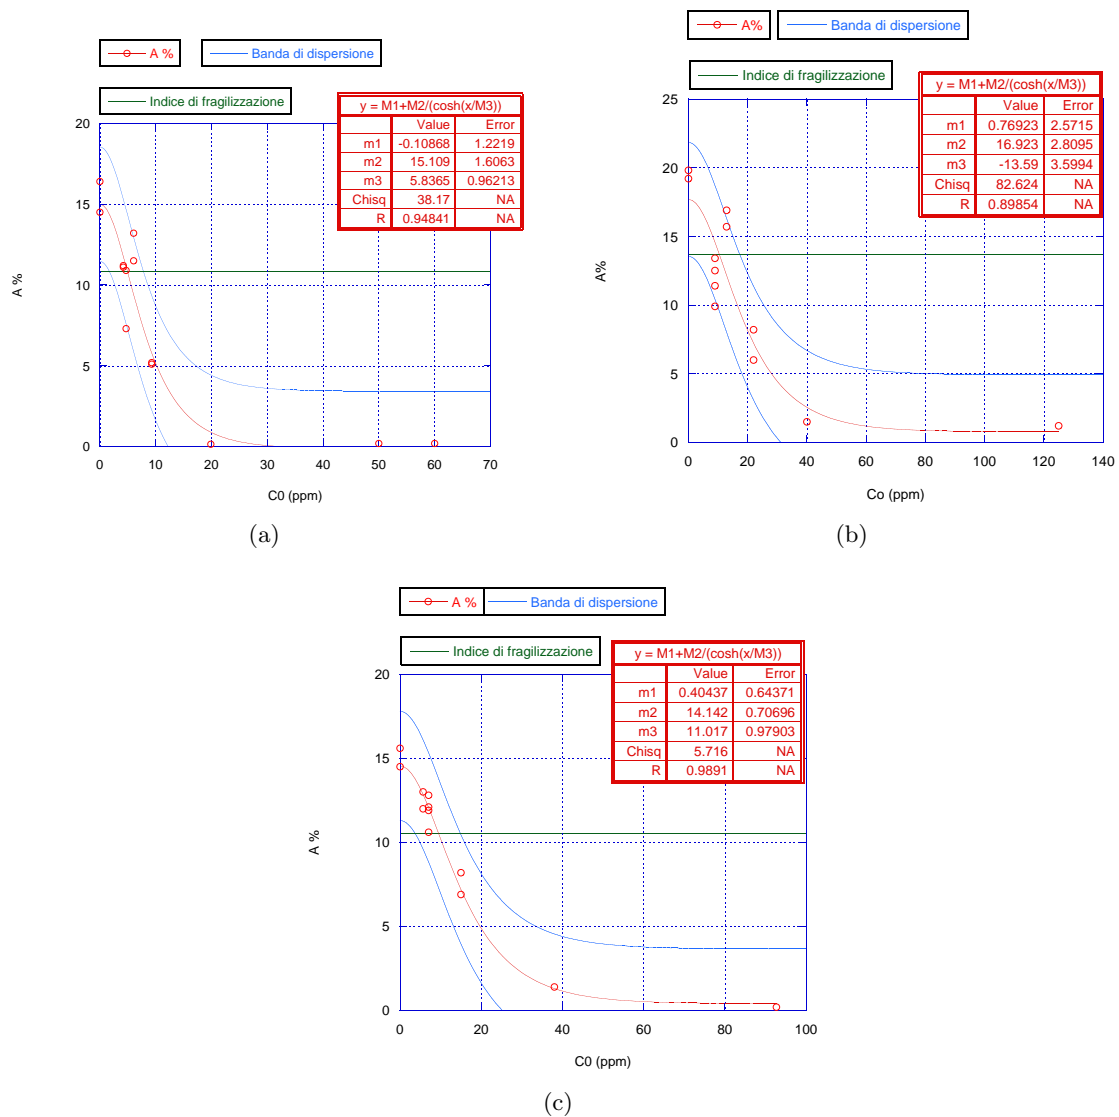 A %
Banda di dispersione
Indice di fragilizzazione
y = M1+M2/(cosh(x/M3))
Value Error
m1 -0.10868 1.2219
m2 15.109 1.6063
m3 5.8365 0.96213
Chisq 38.17 NA
R 0.94841 NA
20
15
10
5
0
A %
0 10 20 30 40 50 60 70
C0 (ppm)
(a)
A%
Banda di dispersione
Indice di fragilizzazione
y = M1+M2/(cosh(x/M3))
Value Error
m1 0.76923 2.5715
m2 16.923 2.8095
m3 -13.59 3.5994
Chisq 82.624 NA
R 0.89854 NA
25
20
15
10
5
0
A%
0 20 40 60 80 100 120 140
Co (ppm)
(b)
A %
Banda di dispersione
Indice di fragilizzazione
y = M1+M2/(cosh(x/M3))
Value Error
m1 0.40437 0.64371
m2 14.142 0.70696
m3 11.017 0.97903
Chisq 5.716 NA
R 0.9891 NA
20
15
10
5
0
A %
0 20 40 60 80 100
C0 (ppm)
(c)